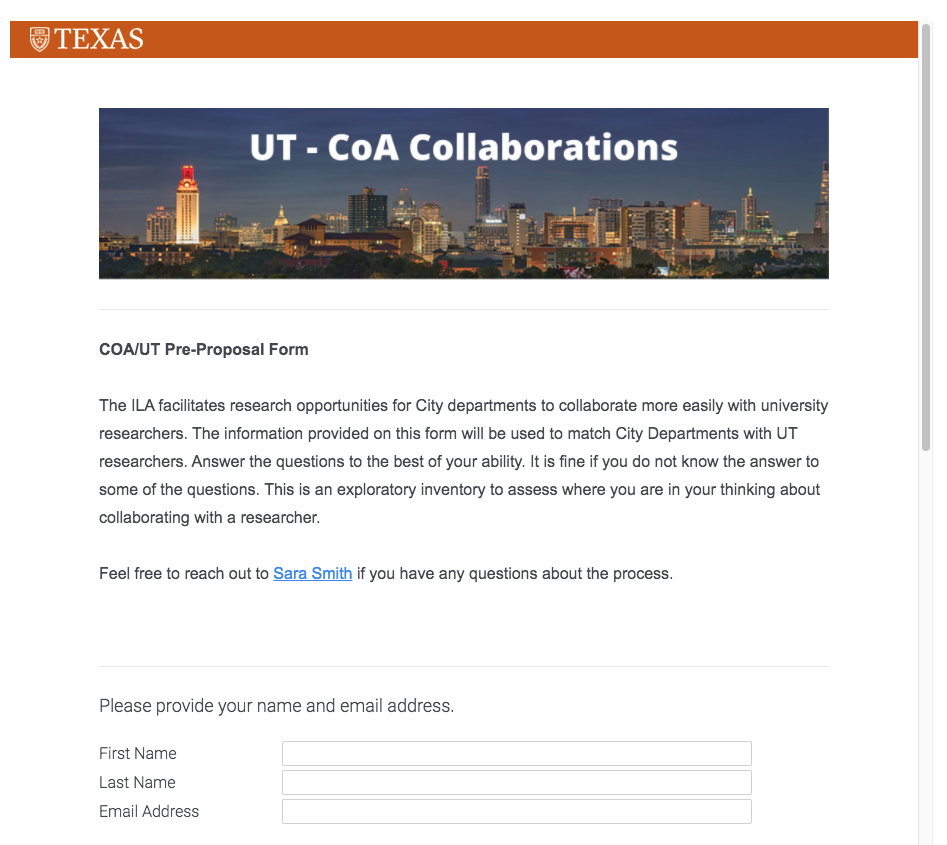 TEXAS
UT - CoA Collaborations
COA/UT Pre-Proposal Form
The ILA facilitates research opportunities for City departments to collaborate more easily with university
researchers. The information provided on this form will be used to match City Departments with UT
researchers. Answer the questions to the best of your ability. It is fine if you do not know the answer to
some of the questions. This is an exploratory inventory to assess where you are in your thinking about
collaborating with a researcher.
Feel free to reach out to Sara Smith if you have any questions about the process.
Please provide your name and email address.
First Name
Last Name
Email Address